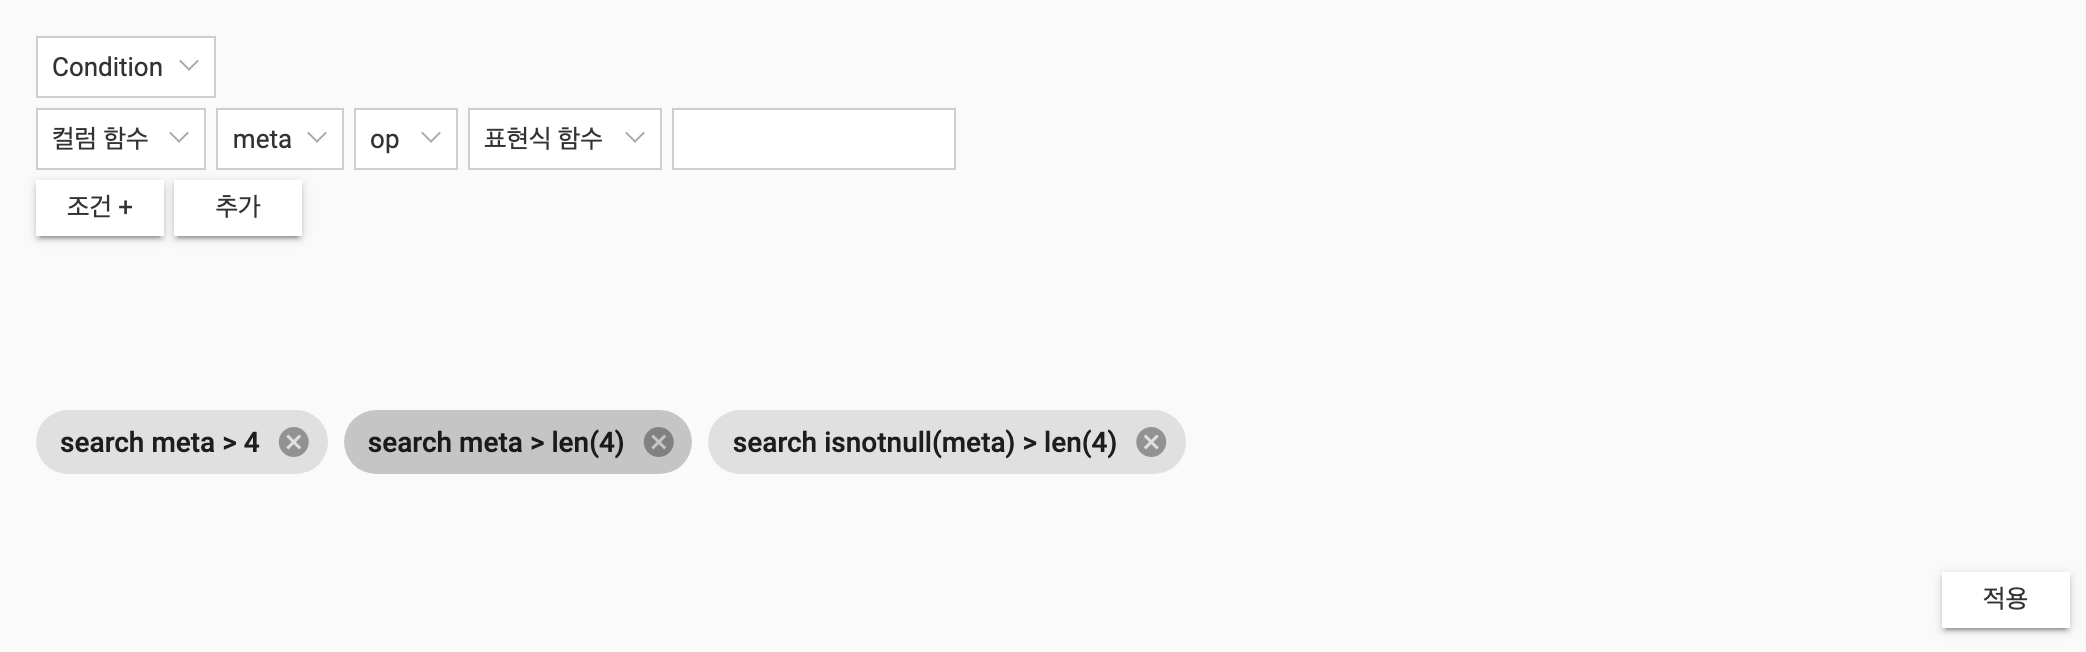 Condition
컬럼 함수 meta op 표현식 함수
조건 + 추가
search meta > 4 search meta > len(4) search isnotnull(meta) > len(4)
적용